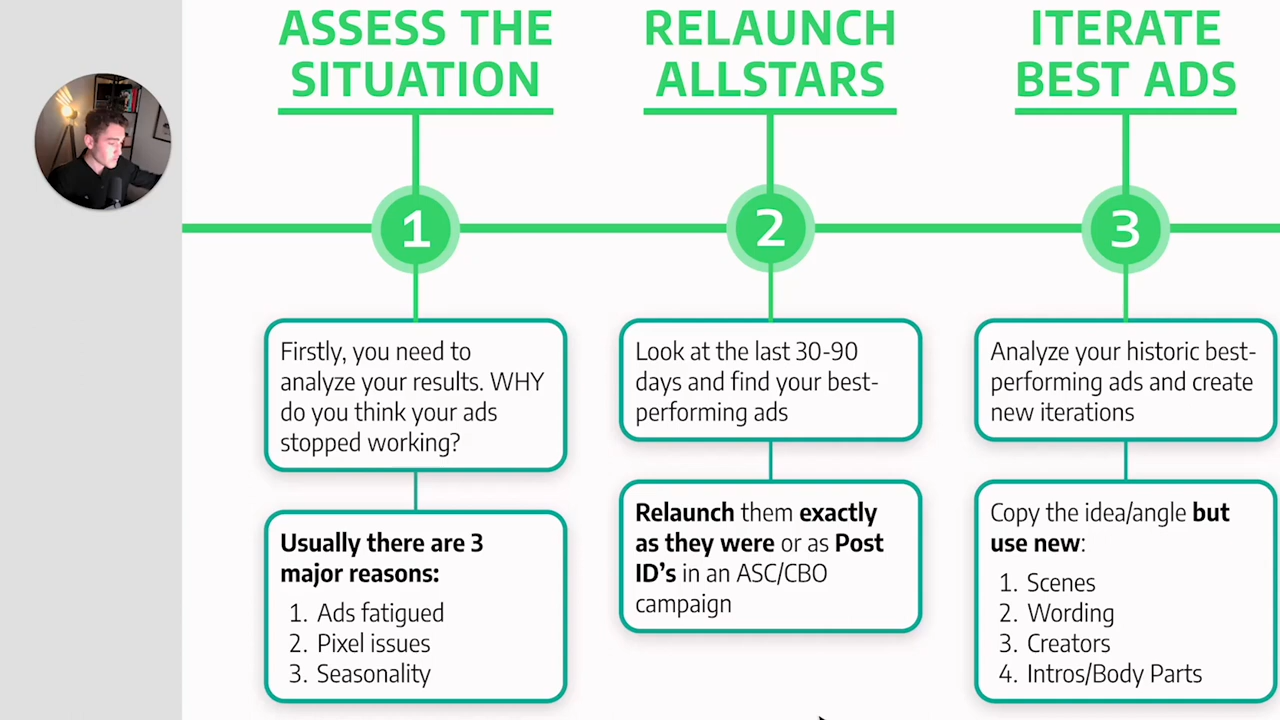 ASSESS THE
SITUATION
RELAUNCH
ALLSTARS
ITERATE
BEST ADS
1
2
3
Firstly, you need to
analyze your results. WHY
do you think your ads
stopped working?
Usually there are 3
major reasons:
1. Ads fatigued
2. Pixel issues
3. Seasonality
Look at the last 30-90
days and find your best-
performing ads
Relaunch them exactly
as they were or as Post
ID’s in an ASC/CBO
campaign
Analyze your historic best-
performing ads and create
new iterations
Copy the idea/angle but
use new:
1. Scenes
2. Wording
3. Creators
4. Intros/Body Parts